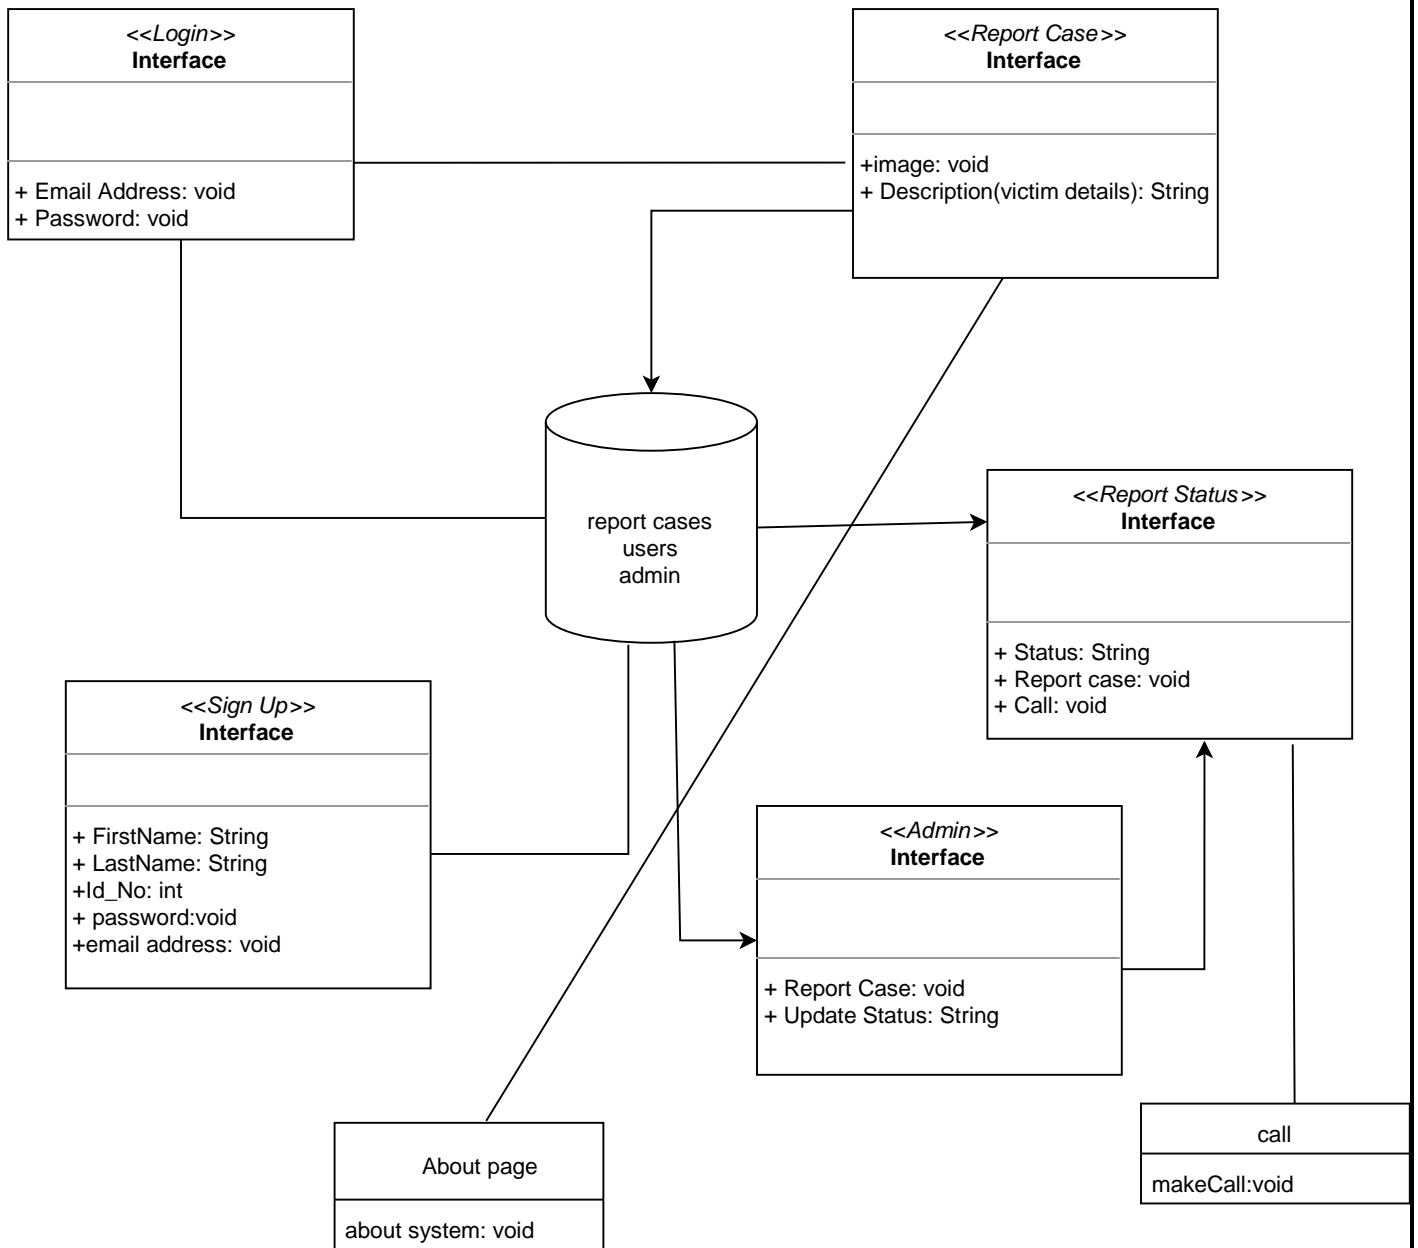 <<Login>>
Interface
+ Email Address: void
+ Password: void
<<Report Case>>
Interface
+image: void
+ Description(victim details): String
report cases
users
admin
<<Report Status>>
Interface
+ Status: String
+ Report case: void
+ Call: void
<<Sign Up>>
Interface
+ FirstName: String
+ LastName: String
+Id_No: int
+ password:void
+email address: void
<<Admin>>
Interface
+ Report Case: void
+ Update Status: String
About page
about system: void
call
makeCall:void